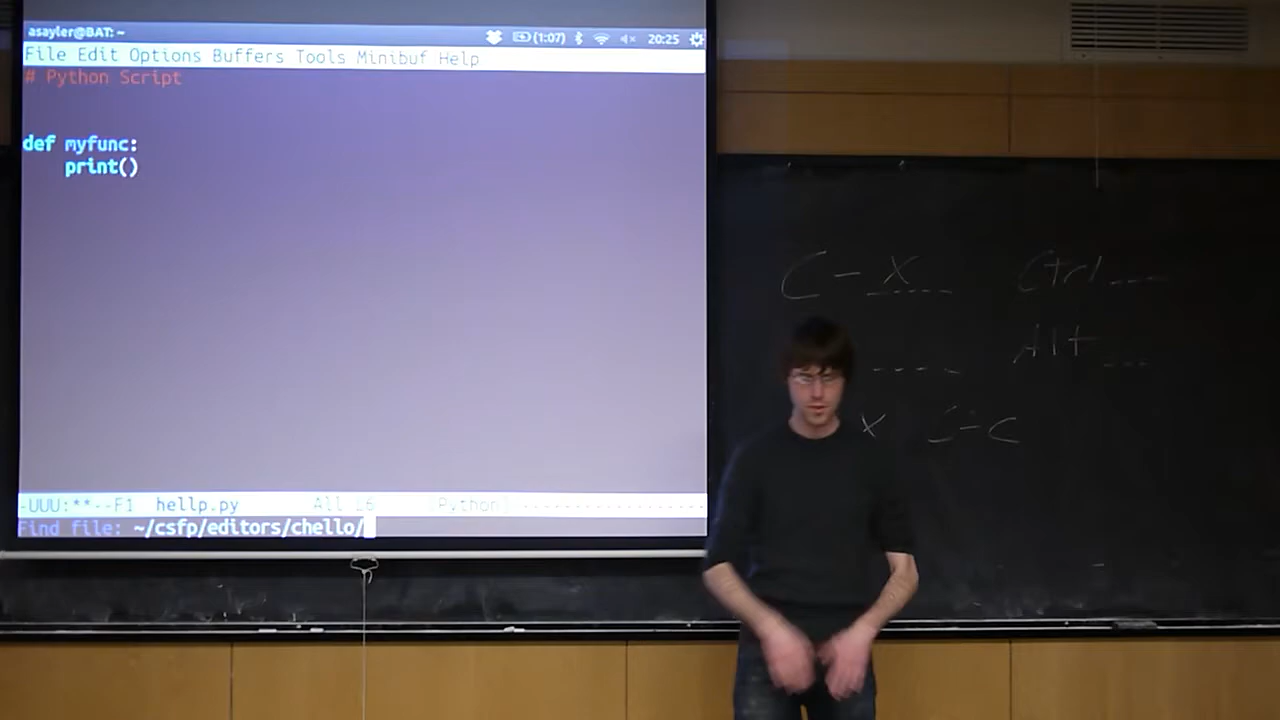 asayler@BAT: ~ (1:07) 20:25
File Edit Options Buffers Tools Minibuf Help
# Python Script
def myfunc:
print()
-UUU:**--F1 hellp.py All L6 (Python)
Find file: ~/csfp/editors/chello/
C - X Ctrl
Alt
X C-C